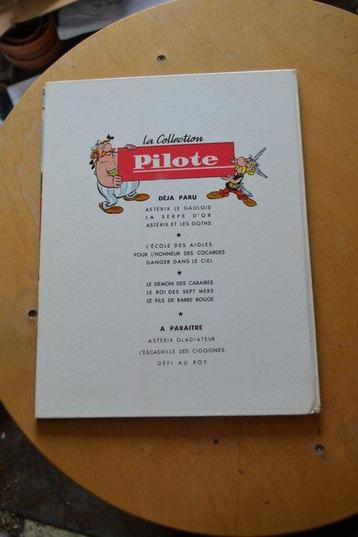 La Collection
Pilote
DÉJA PARU
ASTÉRIX LE GAULOIS
LA SERPE D'OR
ASTÉRIX ET LES GOTHS
L'ÉCOLE DES AIGLES
POUR L'HONNEUR DES COCARDES
DANGER DANS LE CIEL
LE DÉMON DES CARAIBES
LE ROI DES SEPT MERS
LE FILS DE BARBE ROUGE
A PARAITRE
ASTÉRIX GLADIATEUR
L'ESCADRILLE DES CIGOGNES
DÉFI AU ROY